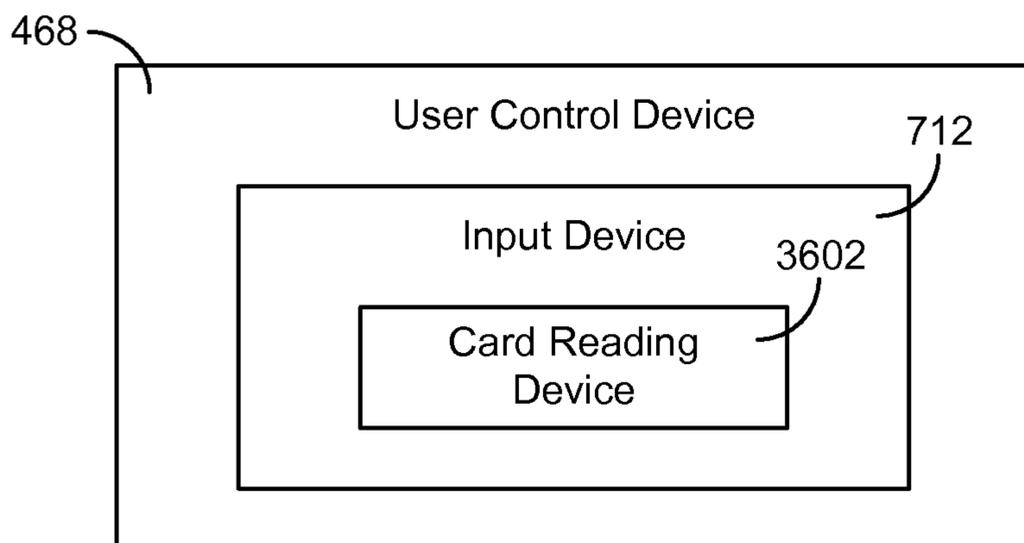 468
User Control Device
712
Input Device
3602
Card Reading
Device